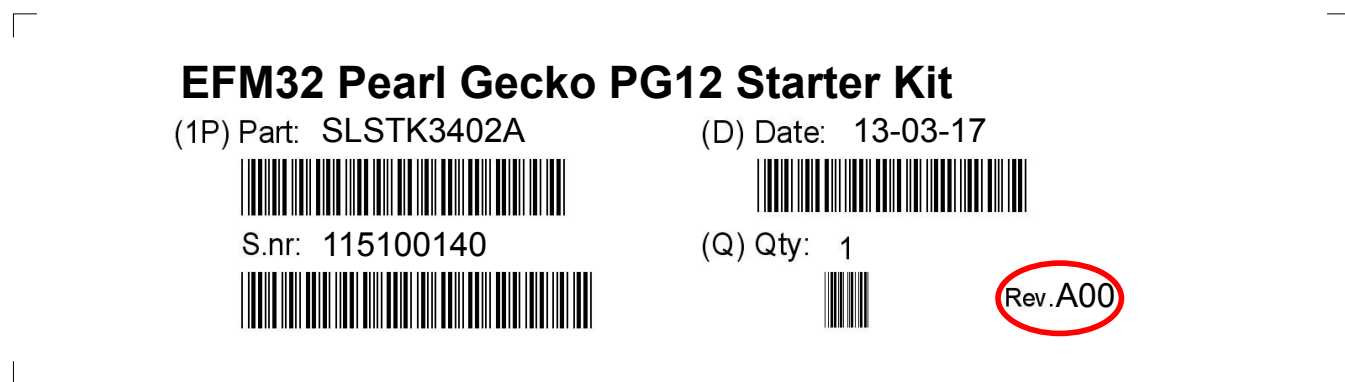 EFM32 Pearl Gecko PG12 Starter Kit
(1P) Part: SLSTK3402A
(D) Date: 13-03-17
S.nr: 115100140
(Q) Qty: 1
Rev.A00